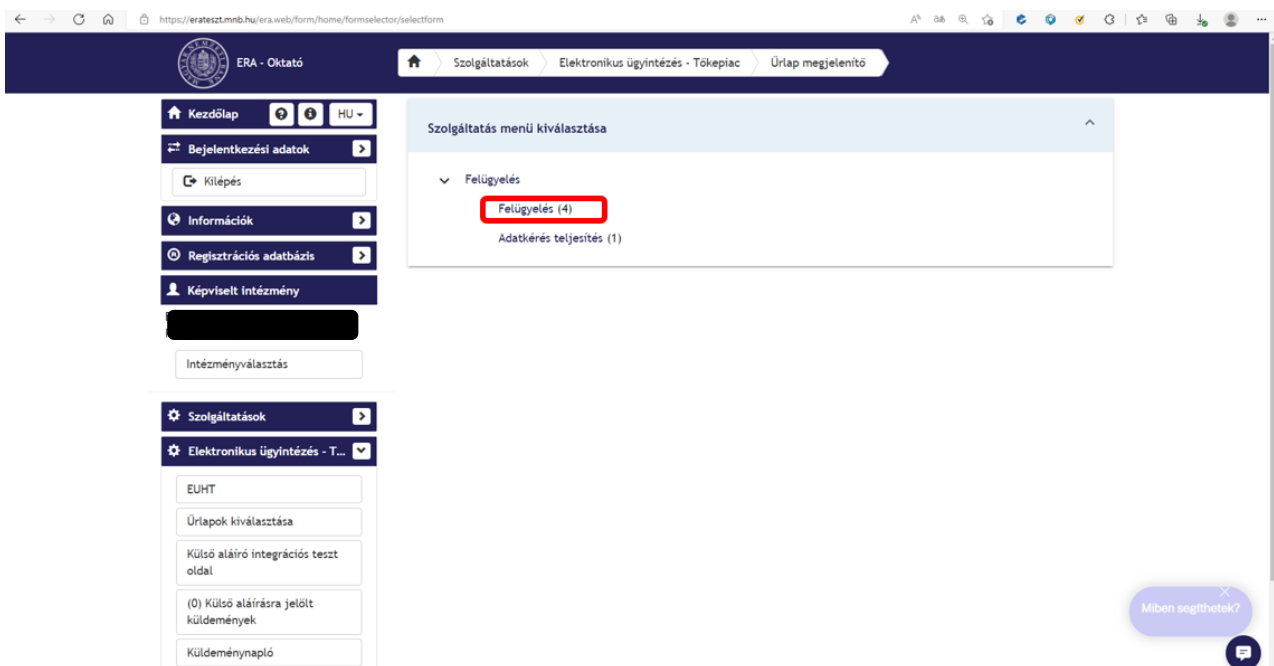 https://erateszt.mnb.hu/era.web/form/home/formselector/selectform
ERA - Oktató
Szolgáltatások
Elektronikus ügyintézés - Tőkepiac
Űrlap megjelenítő
Kezdőlap
HU
Bejelentkezési adatok
Kilépés
Információk
Regisztrációs adatbázis
Képviselt intézmény
Intézményválasztás
Szolgáltatások
Elektronikus ügyintézés - T...
EUHT
Űrlapok kiválasztása
Külső aláíró integrációs teszt
oldal
(0) Külső aláírásra jelölt
küldemények
Küldeménynapló
Szolgáltatás menü kiválasztása
Felügyelés
Felügyelés (4)
Adatkérés teljesítés (1)
Miben segíthetek?